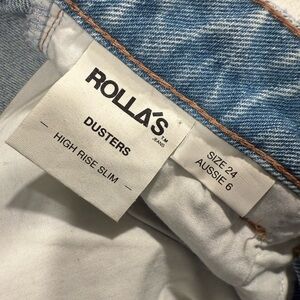 ROLLA'S
JEANS
DUSTERS
HIGH RISE SLIM
SIZE 24
AUSSIE 6